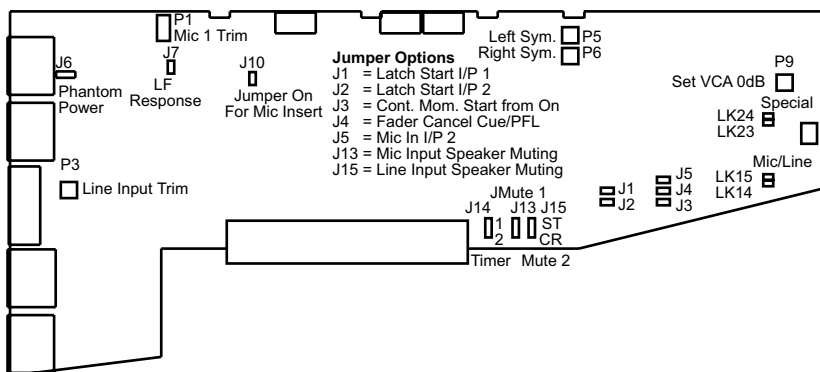 P1
Mic 1 Trim
J6
Phantom
Power
J7
LF
Response
J10
Jumper On
For Mic Insert
Jumper Options
J1 = Latch Start I/P 1
J2 = Latch Start I/P 2
J3 = Cont. Mom. Start from On
J4 = Fader Cancel Cue/PFL
J5 = Mic In I/P 2
J13 = Mic Input Speaker Muting
J15 = Line Input Speaker Muting
Left Sym. P5
Right Sym. P6
P9
Set VCA 0dB
Special
LK24
LK23
Mic/Line
LK15
LK14
P3
Line Input Trim
J5
J4
J3
J1
J2
JMute 1
J14 J13 J15
1 ST
2 CR
Timer Mute 2